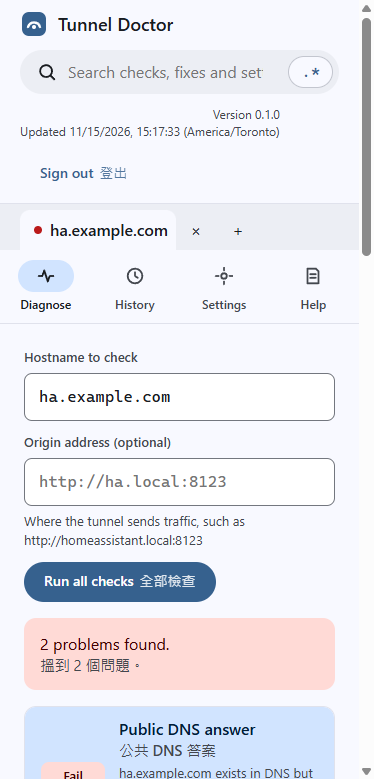 Tunnel Doctor
Search checks, fixes and set
.*
Version 0.1.0
Updated 11/15/2026, 15:17:33 (America/Toronto)
Sign out 登出
ha.example.com × +
Diagnose History Settings Help
Hostname to check
ha.example.com
Origin address (optional)
http://ha.local:8123
Where the tunnel sends traffic, such as
http://homeassistant.local:8123
Run all checks 全部檢查
2 problems found.
搵到 2 個問題。
Public DNS answer
公共 DNS 答案
Fail
ha.example.com exists in DNS but